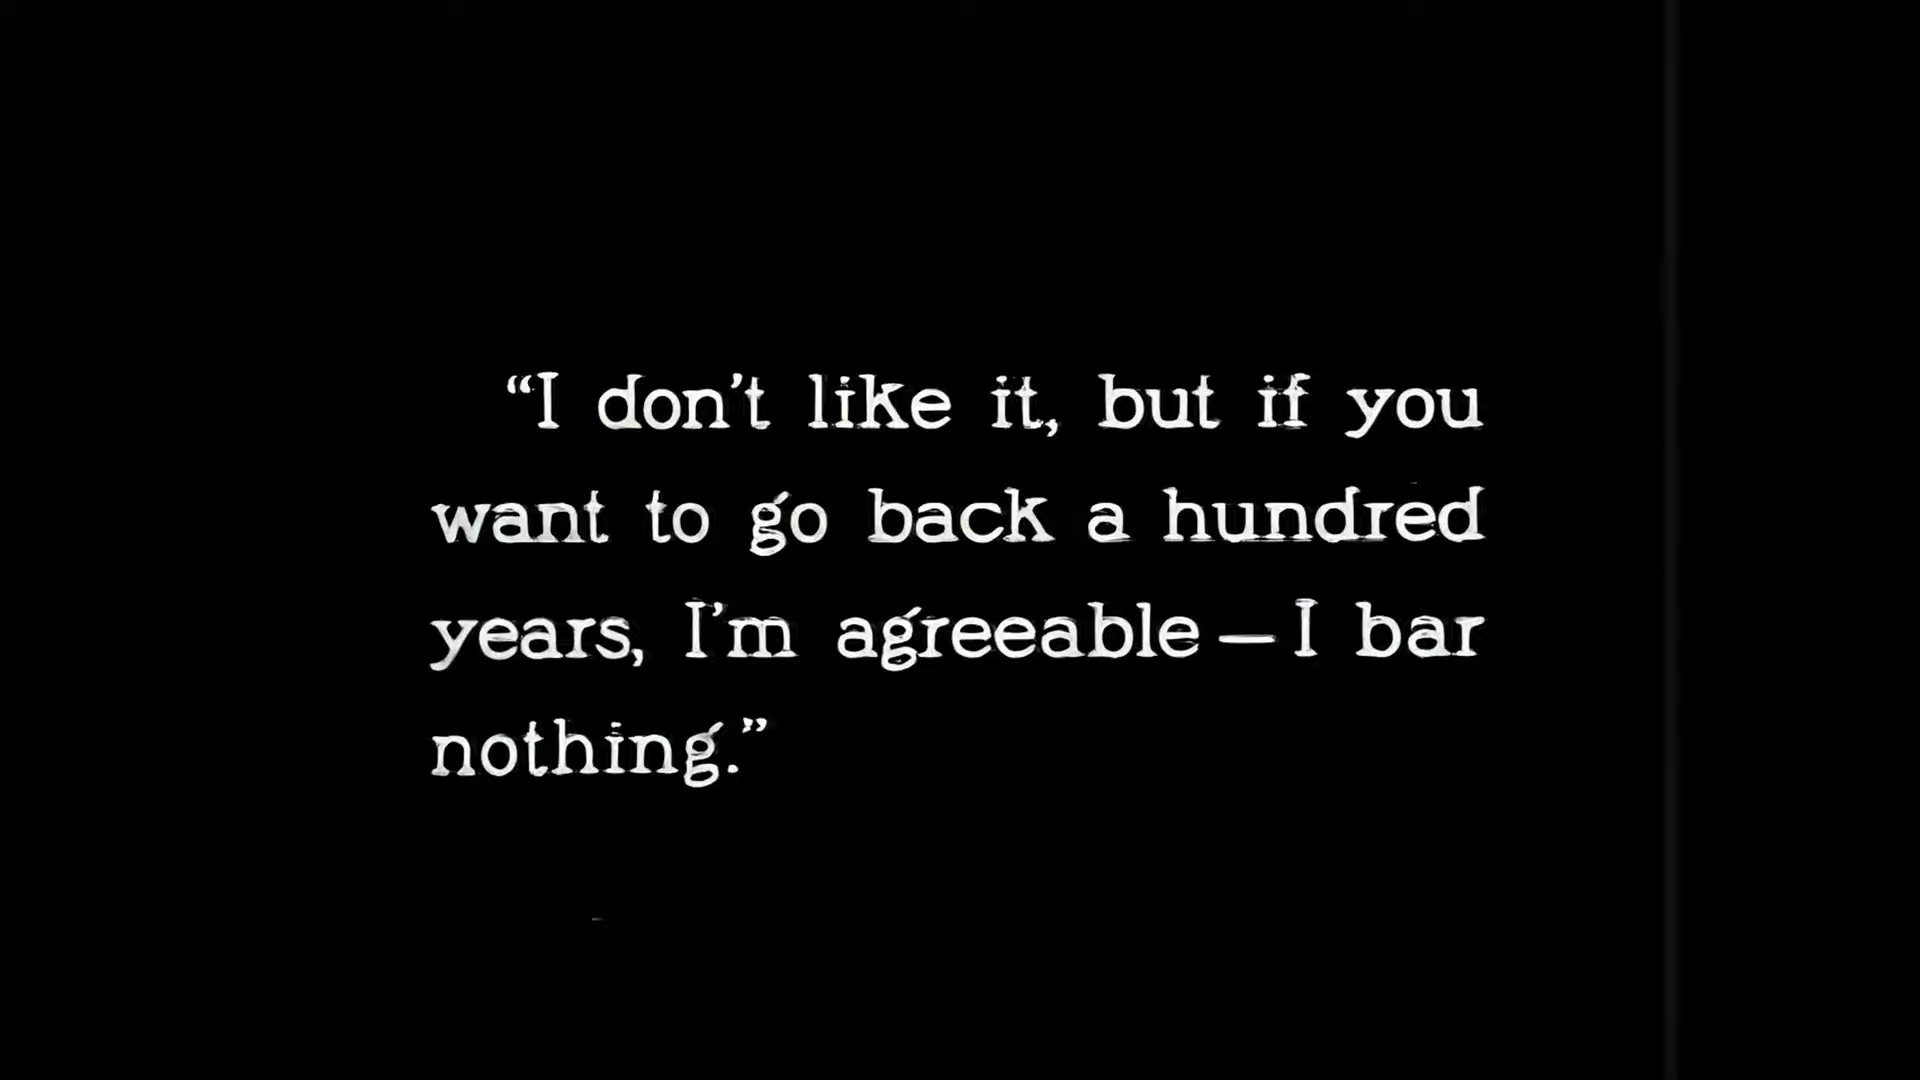 “I don’t like it, but if you
want to go back a hundred
years, I’m agreeable — I bar
nothing.”